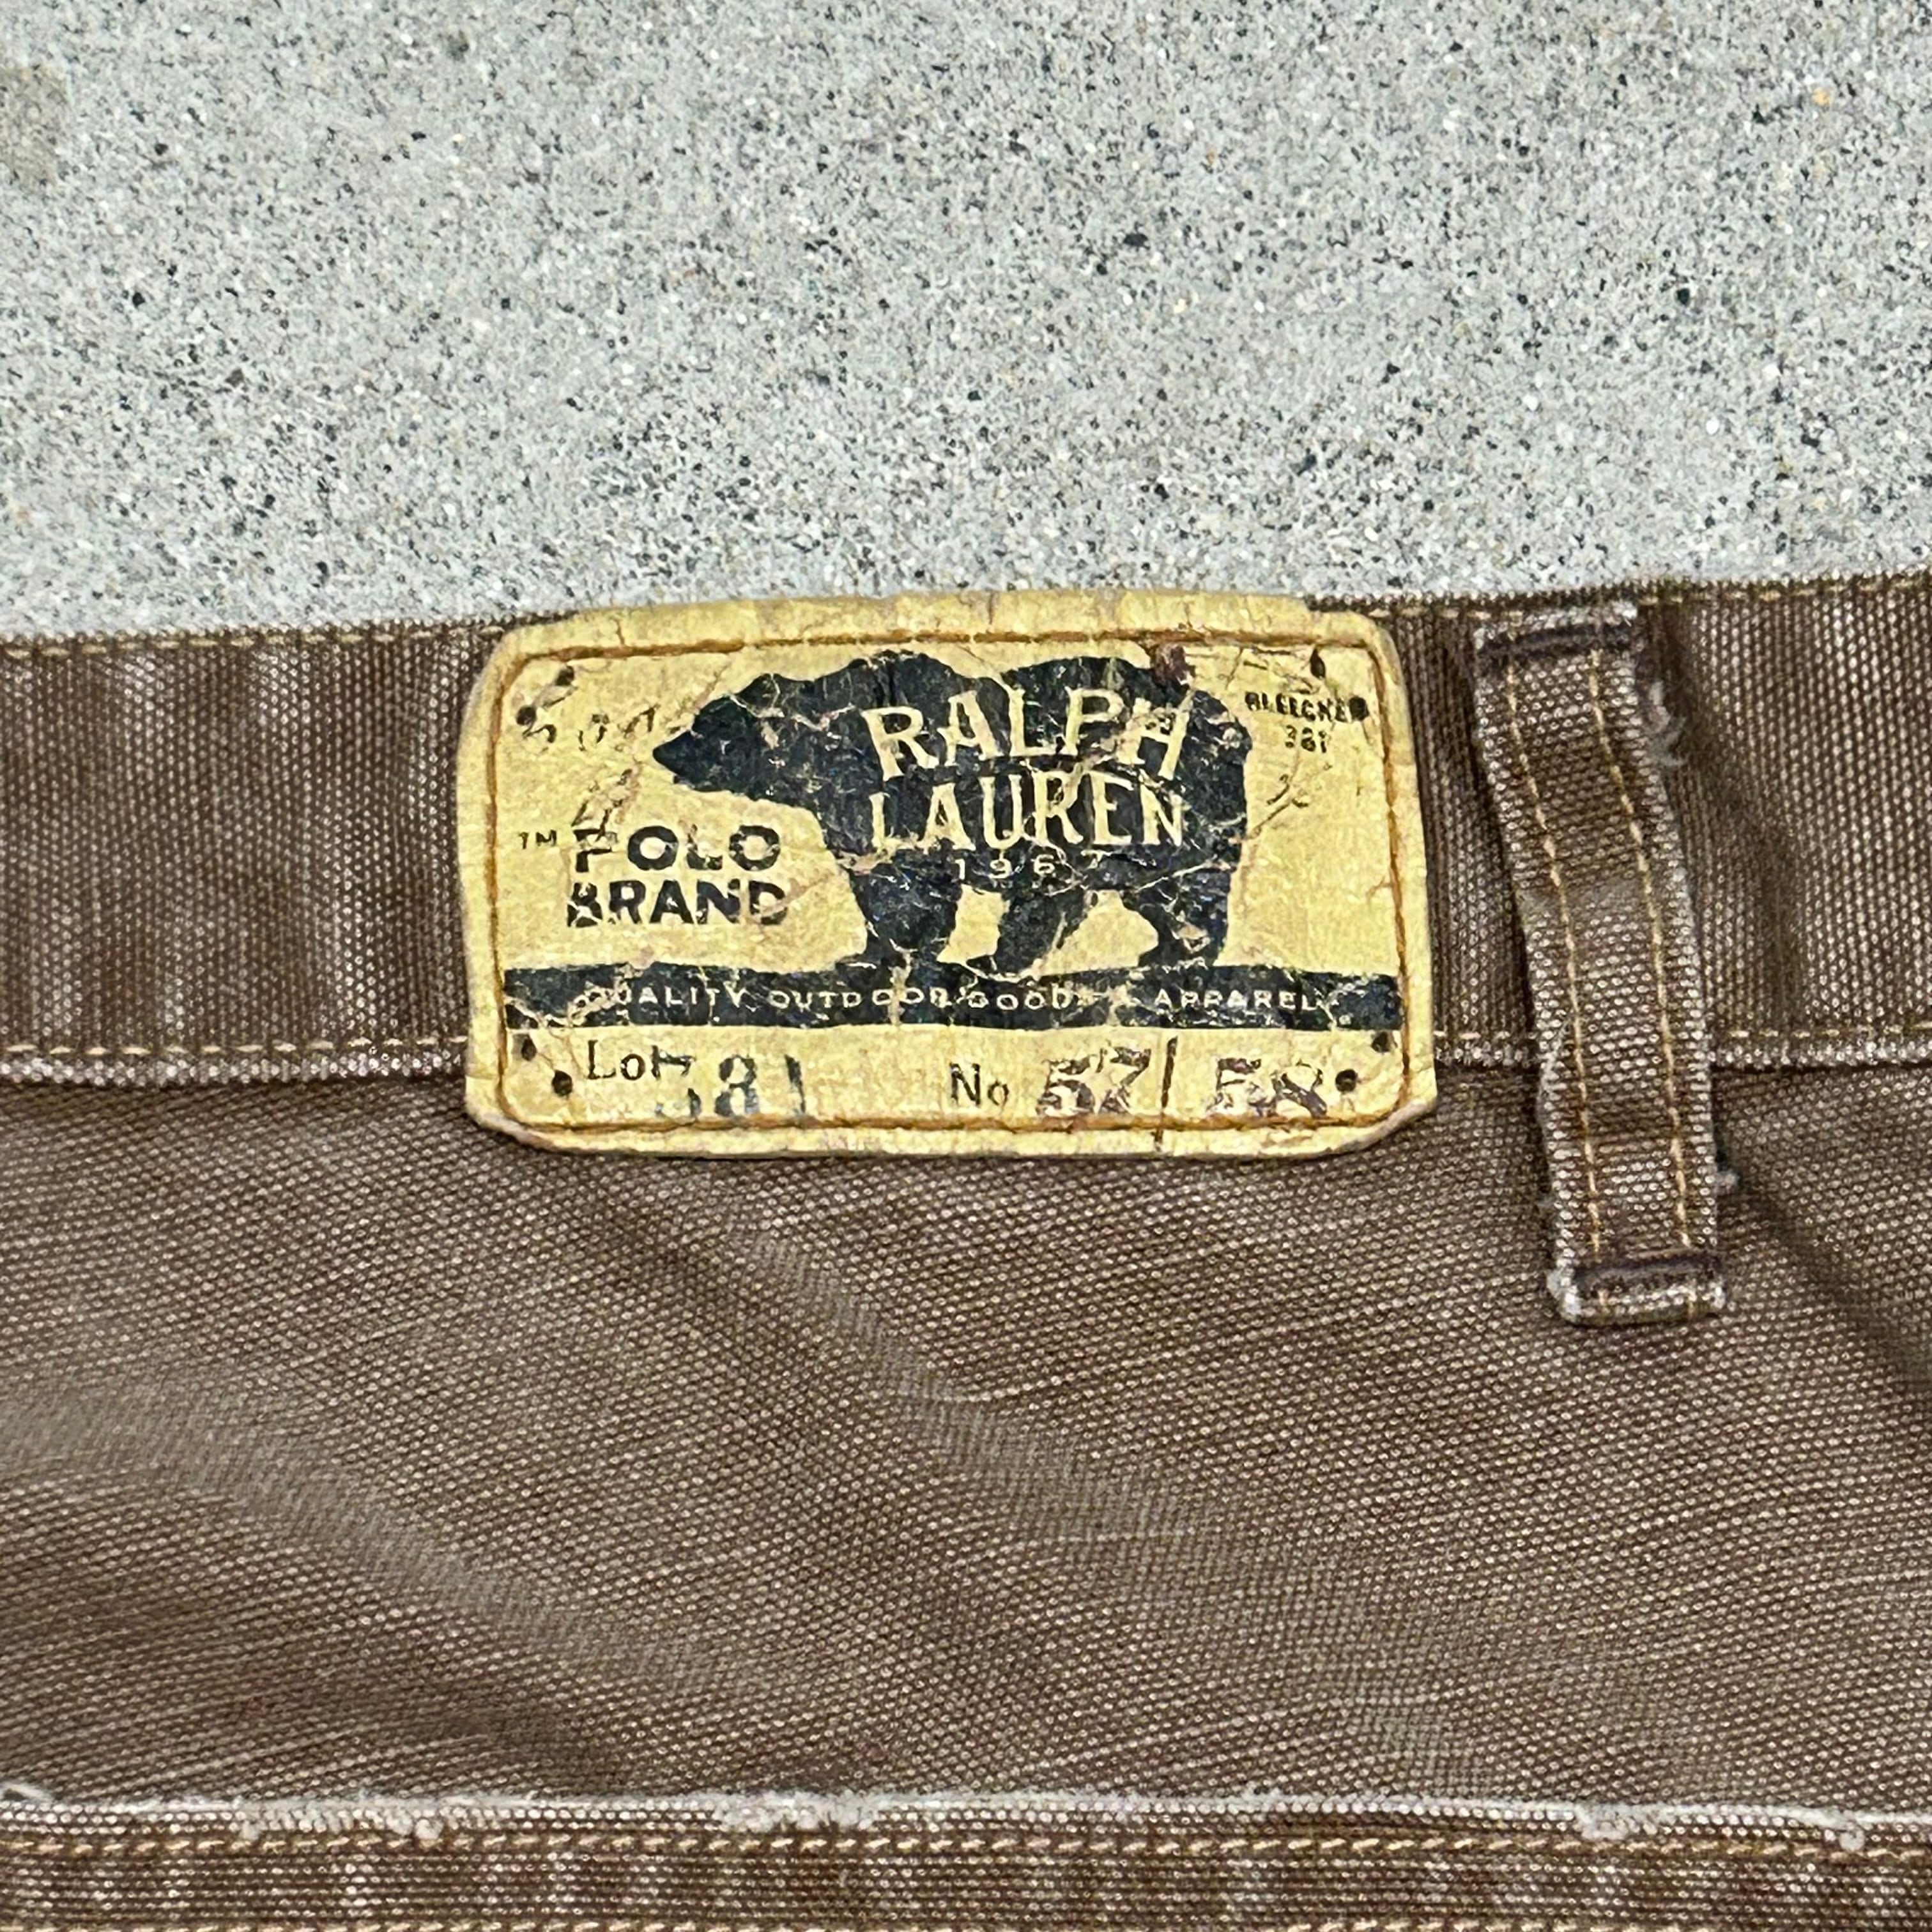 RALPH
LAUREN
1967
BLEECKER
381
™ POLO
BRAND
QUALITY OUTDOOR GOODS & APPAREL
Lot 381 No 57/58